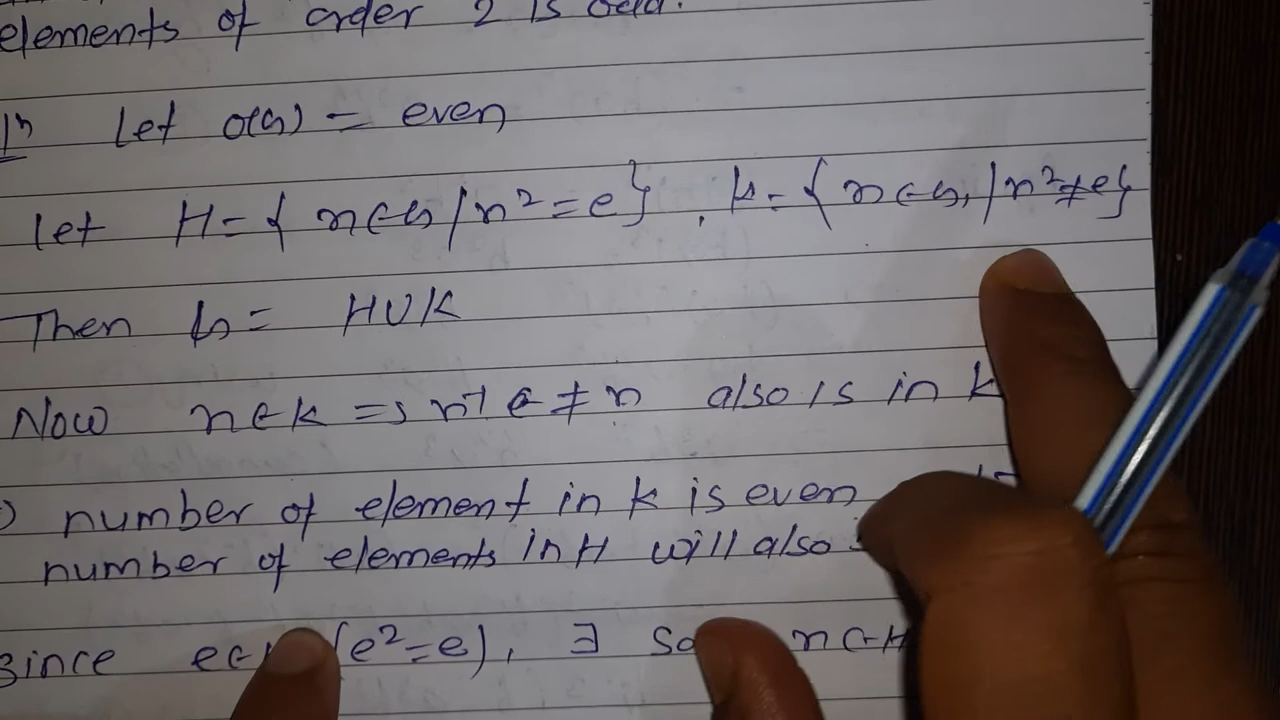 elements of order 2 is odd.
Let o(G) = even
Let H = { x ∈ G / x² = e } , K = { x ∈ G, / x² ≠ e }
Then G = H ∪ K
Now x ∈ K ⇒ x⁻¹ ≠ x also is in K
number of element in K is even
number of elements in H will also
Since e ∈ (e² = e), ∃ x ∈ H